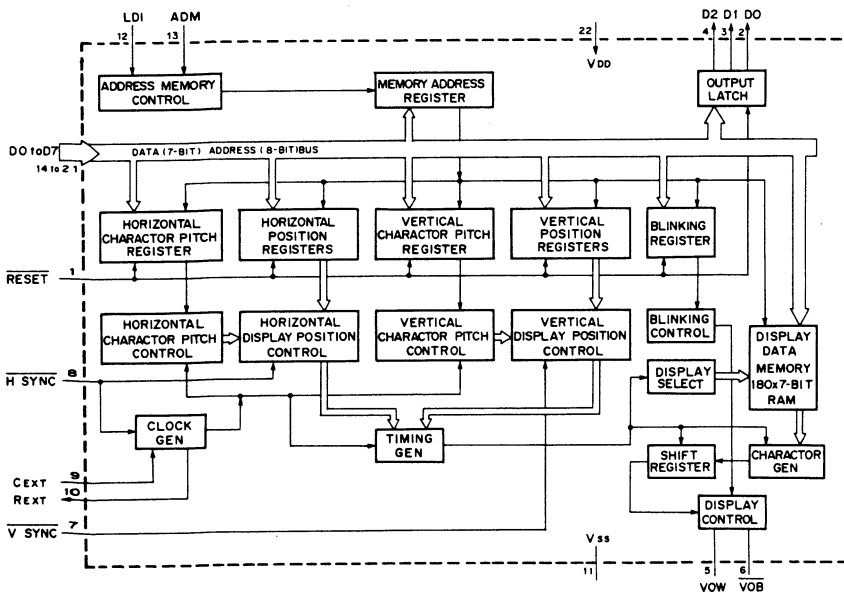 LDI ADM
12 13
22
VDD
D2 D1 DO
4 3 2
ADDRESS MEMORY
CONTROL
MEMORY ADDRESS
REGISTER
OUTPUT
LATCH
DO to D7
14 to 21
DATA (7-BIT) ADDRESS (8-BIT) BUS
HORIZONTAL
CHARACTOR PITCH
REGISTER
HORIZONTAL
POSITION
REGISTERS
VERTICAL
CHARACTOR PITCH
REGISTER
VERTICAL
POSITION
REGISTERS
BLINKING
REGISTER
RESET 1
HORIZONTAL
CHARACTOR PITCH
CONTROL
HORIZONTAL
DISPLAY POSITION
CONTROL
VERTICAL
CHARACTOR PITCH
CONTROL
VERTICAL
DISPLAY POSITION
CONTROL
BLINKING
CONTROL
DISPLAY
DATA
MEMORY
180x7-BIT
RAM
H SYNC 8
DISPLAY
SELECT
CLOCK
GEN
TIMING
GEN
SHIFT
REGISTER
CHARACTOR
GEN
CEXT 9
REXT 10
V SYNC 7
DISPLAY
CONTROL
VSS
11
5 6
VOW VOB